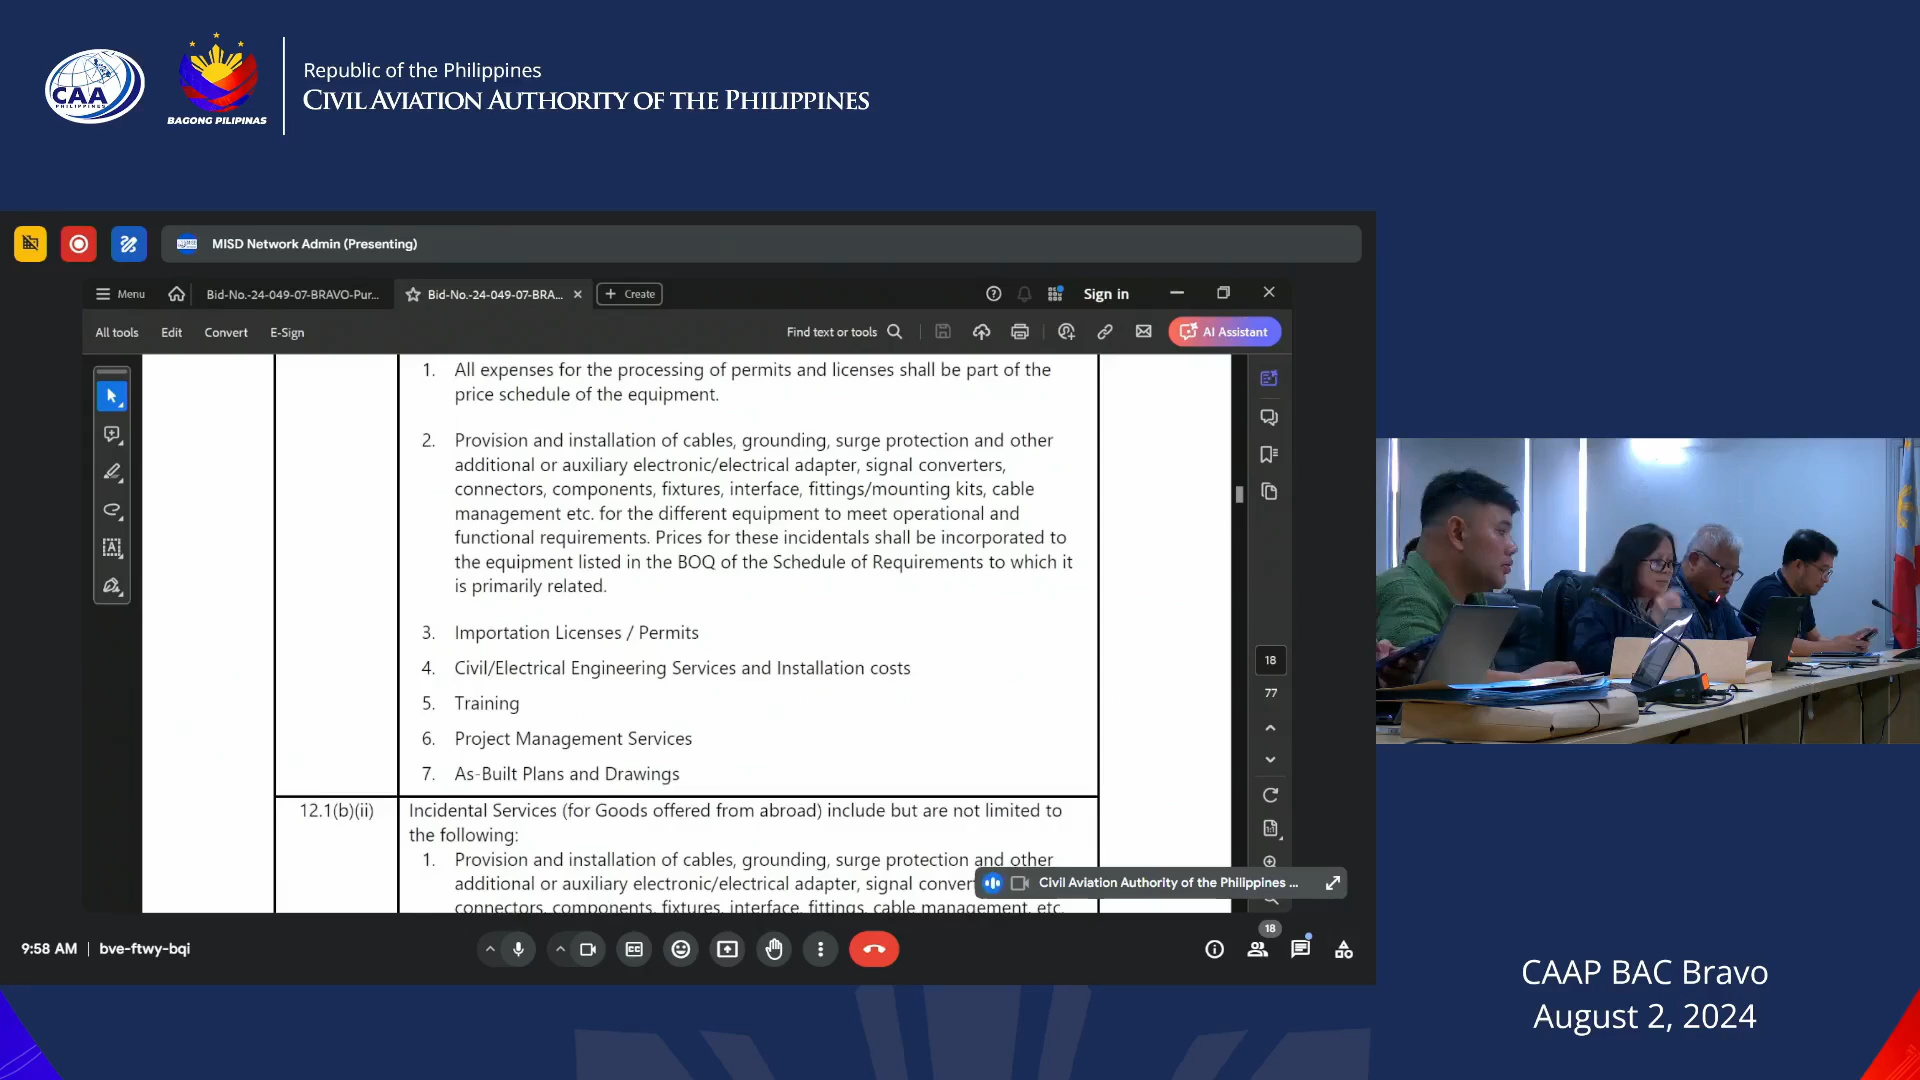 CAA
PHILIPPINES
BAGONG PILIPINAS
Republic of the Philippines
CIVIL AVIATION AUTHORITY OF THE PHILIPPINES
MISD Network Admin (Presenting)
Menu
Bid-No.-24-049-07-BRAVO-Pur...
Bid-No.-24-049-07-BRA...
Create
Sign in
All tools
Edit
Convert
E-Sign
Find text or tools
AI Assistant
1. All expenses for the processing of permits and licenses shall be part of the
price schedule of the equipment.
2. Provision and installation of cables, grounding, surge protection and other
additional or auxiliary electronic/electrical adapter, signal converters,
connectors, components, fixtures, interface, fittings/mounting kits, cable
management etc. for the different equipment to meet operational and
functional requirements. Prices for these incidentals shall be incorporated to
the equipment listed in the BOQ of the Schedule of Requirements to which it
is primarily related.
3. Importation Licenses / Permits
4. Civil/Electrical Engineering Services and Installation costs
5. Training
6. Project Management Services
7. As-Built Plans and Drawings
12.1(b)(ii)
Incidental Services (for Goods offered from abroad) include but are not limited to
the following:
1. Provision and installation of cables, grounding, surge protection and other
additional or auxiliary electronic/electrical adapter, signal conver
connectors, components, fixtures, interface, fittings, cable management, etc.
18
77
Civil Aviation Authority of the Philippines ...
9:58 AM | bve-ftwy-bqi
18
CAAP BAC Bravo
August 2, 2024